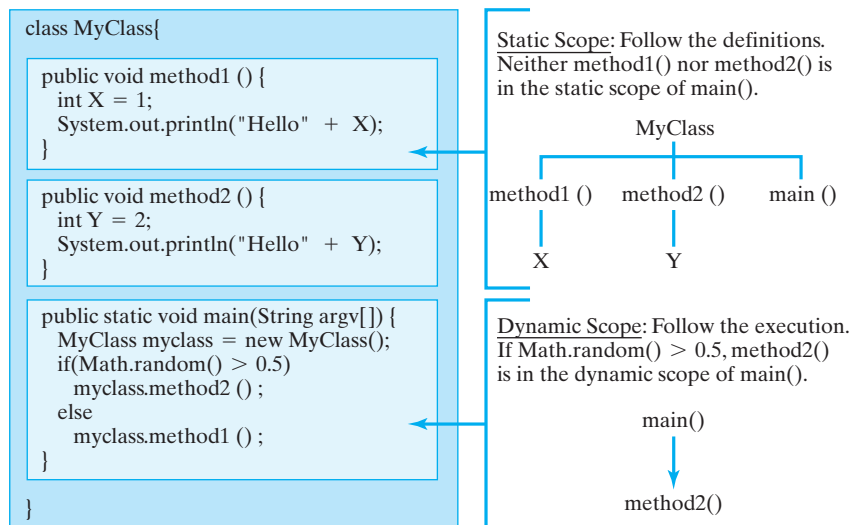 class MyClass{
public void method1 () {
int X = 1;
System.out.println("Hello" + X);
}
public void method2 () {
int Y = 2;
System.out.println("Hello" + Y);
}
public static void main(String argv[]) {
MyClass myclass = new MyClass();
if(Math.random() > 0.5)
myclass.method2 () ;
else
myclass.method1 () ;
}
}
Static Scope: Follow the definitions.
Neither method1() nor method2() is
in the static scope of main().
MyClass
method1 () method2 () main ()
X Y
Dynamic Scope: Follow the execution.
If Math.random() > 0.5, method2()
is in the dynamic scope of main().
main()
method2()